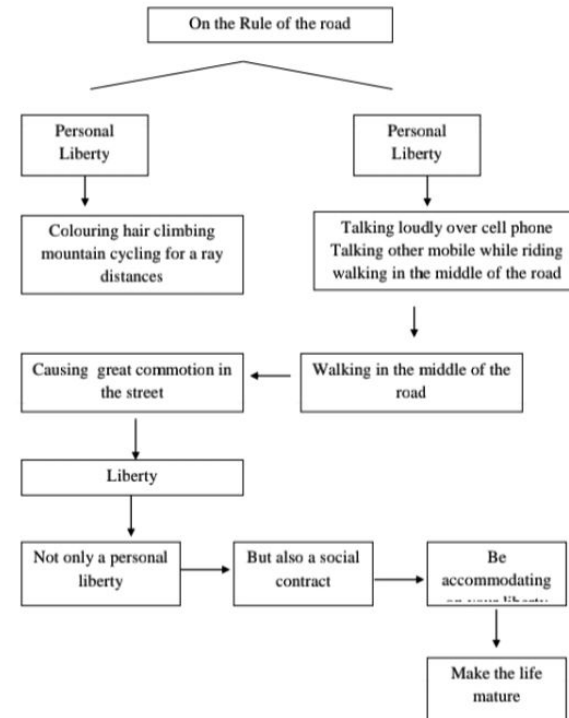 On the Rule of the road
Personal
Liberty
Personal
Liberty
Colouring hair climbing
mountain cycling for a ray
distances
Talking loudly over cell phone
Talking other mobile while riding
walking in the middle of the road
Causing great commotion in
the street
Walking in the middle of the
road
Liberty
Not only a personal
liberty
But also a social
contract
Be
accommodating
Make the life
mature